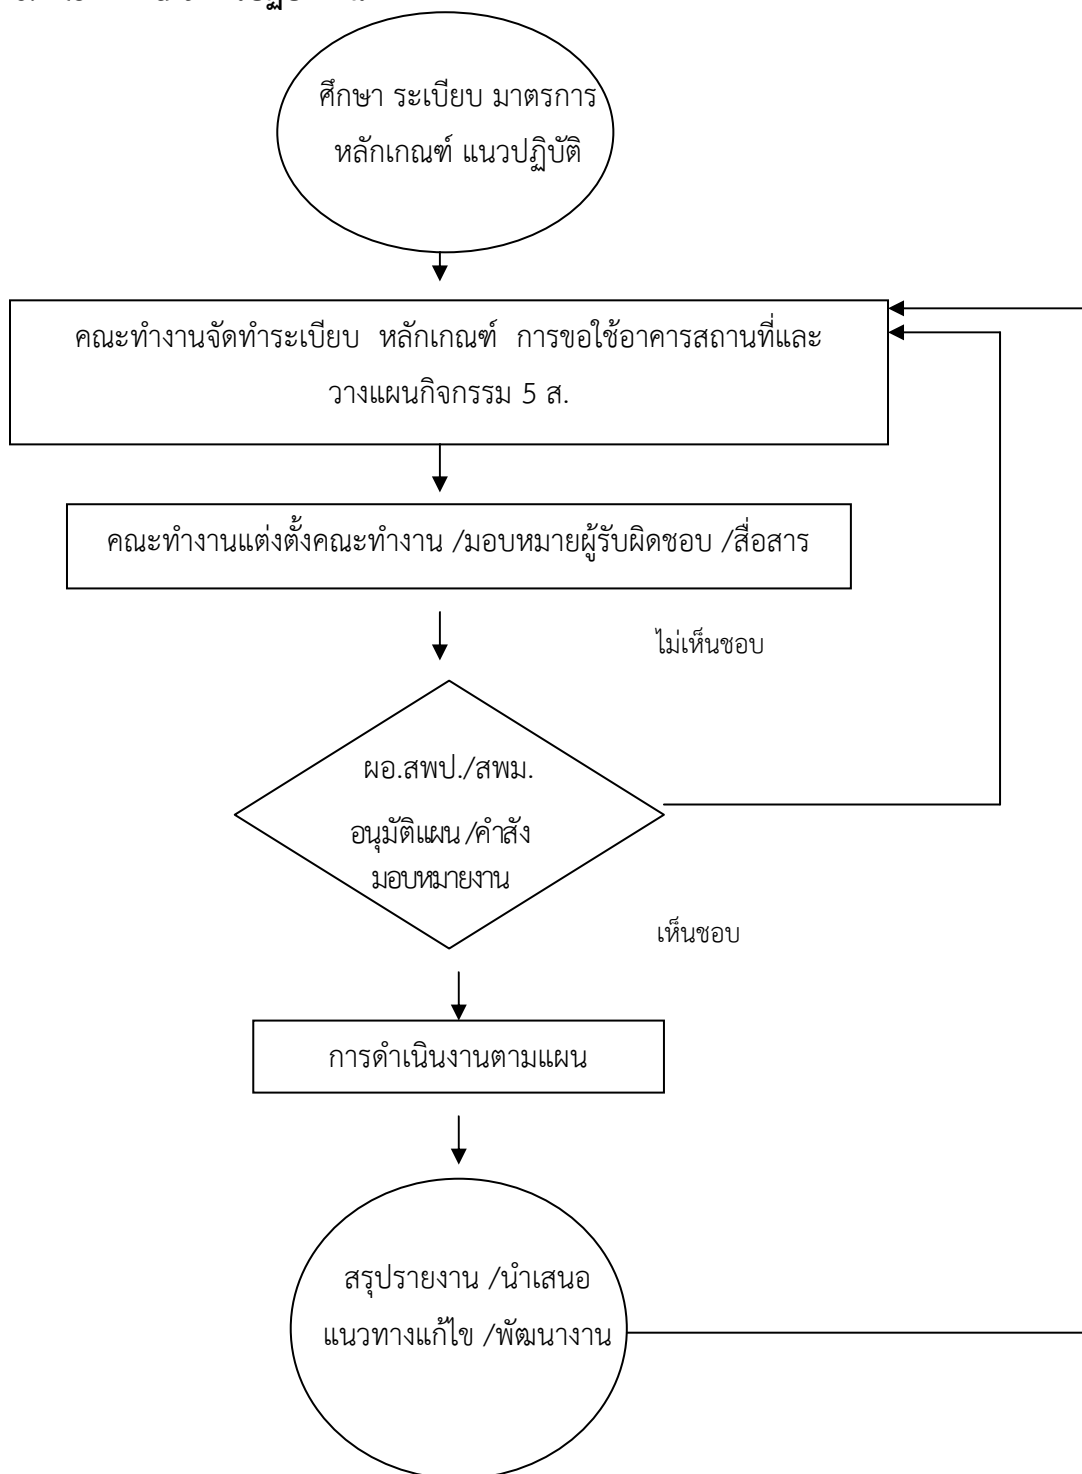 ศึกษา ระเบียบ มาตรการ
หลักเกณฑ์ แนวปฏิบัติ
คณะทำงานจัดทำระเบียบ หลักเกณฑ์ การขอใช้อาคารสถานที่และ
วางแผนกิจกรรม 5 ส.
คณะทำงานแต่งตั้งคณะทำงาน /มอบหมายผู้รับผิดชอบ /สื่อสาร
ไม่เห็นชอบ
ผอ.สพป./สพม.
อนุมัติแผน /คำสัง
มอบหมายงาน
เห็นชอบ
การดำเนินงานตามแผน
สรุปรายงาน /นำเสนอ
แนวทางแก้ไข /พัฒนางาน